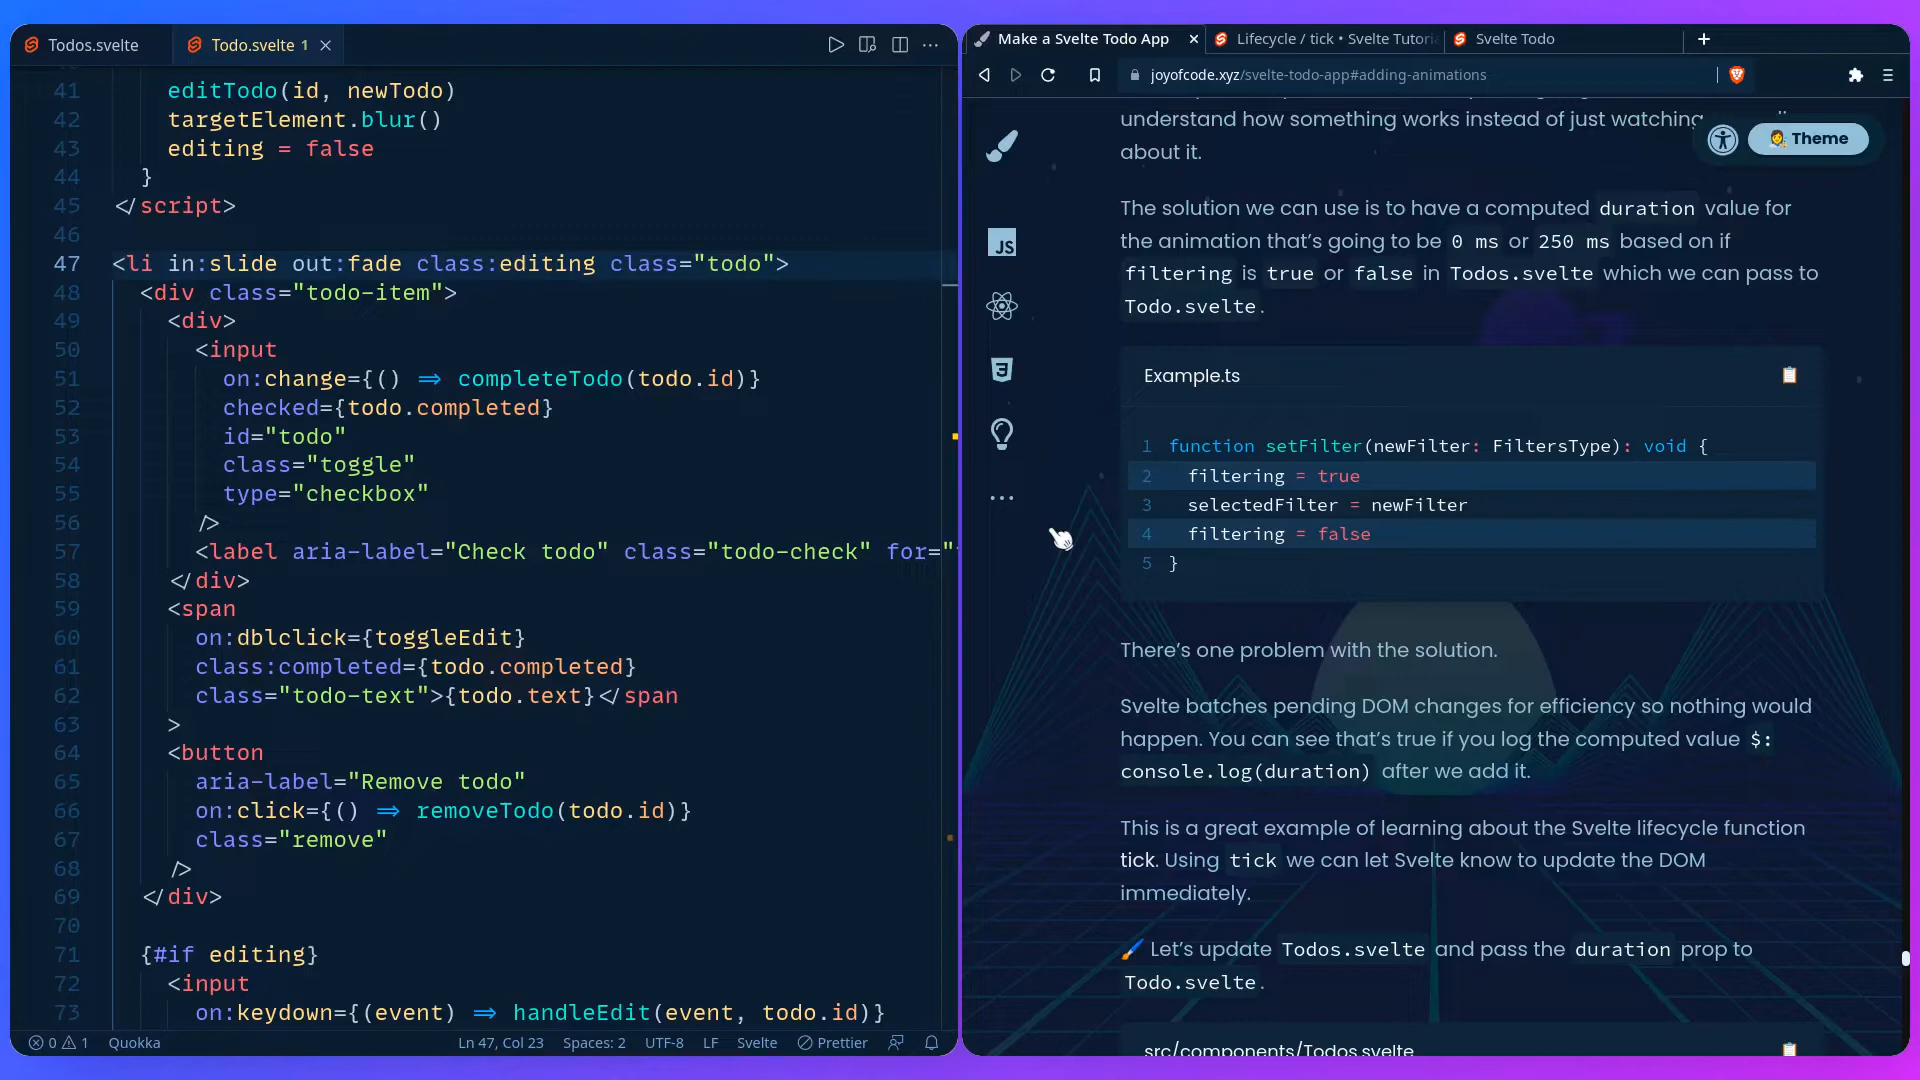 Todos.svelte
Todo.svelte 1
41 editTodo(id, newTodo)
42 targetElement.blur()
43 editing = false
44 }
45 </script>
46
47 <li in:slide out:fade class:editing class="todo">
48 <div class="todo-item">
49 <div>
50 <input
51 on:change={() => completeTodo(todo.id)}
52 checked={todo.completed}
53 id="todo"
54 class="toggle"
55 type="checkbox"
56 />
57 <label aria-label="Check todo" class="todo-check" for="
58 </div>
59 <span
60 on:dblclick={toggleEdit}
61 class:completed={todo.completed}
62 class="todo-text">{todo.text}</span
63 >
64 <button
65 aria-label="Remove todo"
66 on:click={() => removeTodo(todo.id)}
67 class="remove"
68 />
69 </div>
70
71 {#if editing}
72 <input
73 on:keydown={(event) => handleEdit(event, todo.id)}
0 1 Quokka Ln 47, Col 23 Spaces: 2 UTF-8 LF Svelte Prettier
Make a Svelte Todo App
Lifecycle / tick • Svelte Tutori
Svelte Todo
joyofcode.xyz/svelte-todo-app#adding-animations
JS
Theme
understand how something works instead of just watching
about it.
The solution we can use is to have a computed duration value for
the animation that's going to be 0 ms or 250 ms based on if
filtering is true or false in Todos.svelte which we can pass to
Todo.svelte.
Example.ts
1 function setFilter(newFilter: FiltersType): void {
2 filtering = true
3 selectedFilter = newFilter
4 filtering = false
5 }
There's one problem with the solution.
Svelte batches pending DOM changes for efficiency so nothing would
happen. You can see that's true if you log the computed value $:
console.log(duration) after we add it.
This is a great example of learning about the Svelte lifecycle function
tick. Using tick we can let Svelte know to update the DOM
immediately.
Let's update Todos.svelte and pass the duration prop to
Todo.svelte.
src/components/Todos.svelte